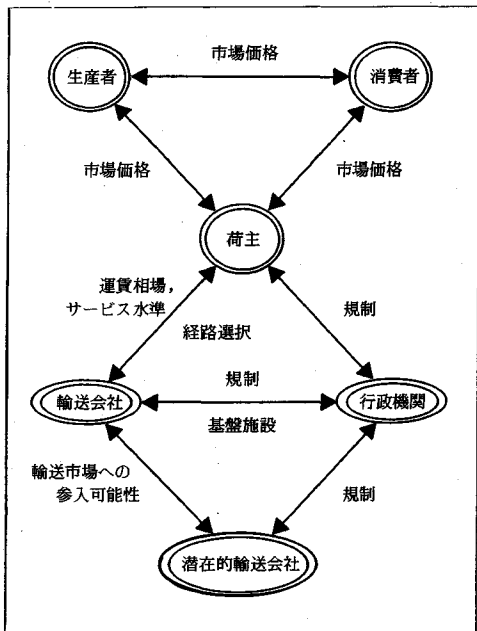 市場価格
生産者
消費者
市場価格
市場価格
荷主
運賃相場，
サービス水準
規制
経路選択
規制
輸送会社
行政機関
基盤施設
輸送市場への
参入可能性
規制
潜在的輸送会社